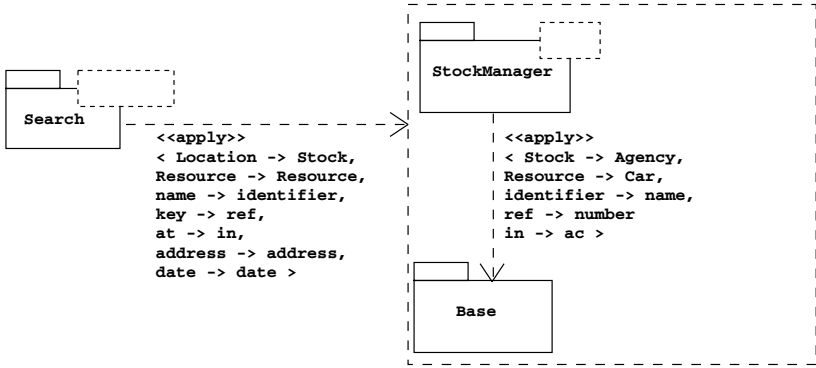 StockManager
Search
<<apply>>
< Location -> Stock,
Resource -> Resource,
name -> identifier,
key -> ref,
at -> in,
address -> address,
date -> date >
<<apply>>
< Stock -> Agency,
Resource -> Car,
identifier -> name,
ref -> number
in -> ac >
Base